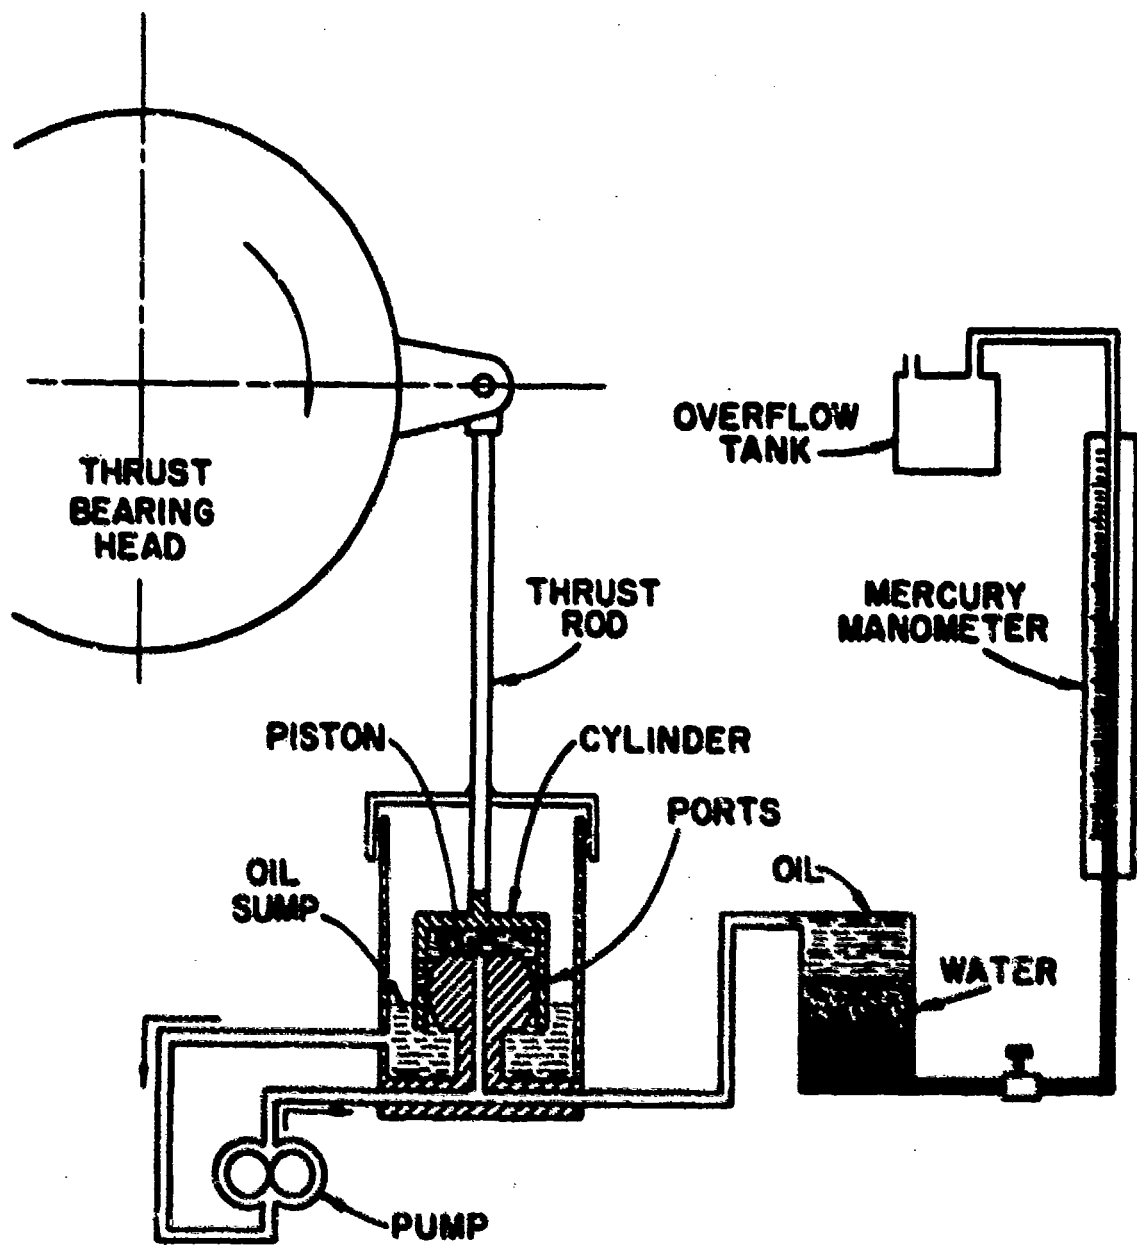 THRUST
BEARING
HEAD
OVERFLOW
TANK
THRUST
ROD
MERCURY
MANOMETER
PISTON
CYLINDER
PORTS
OIL
SUMP
OIL
WATER
PUMP